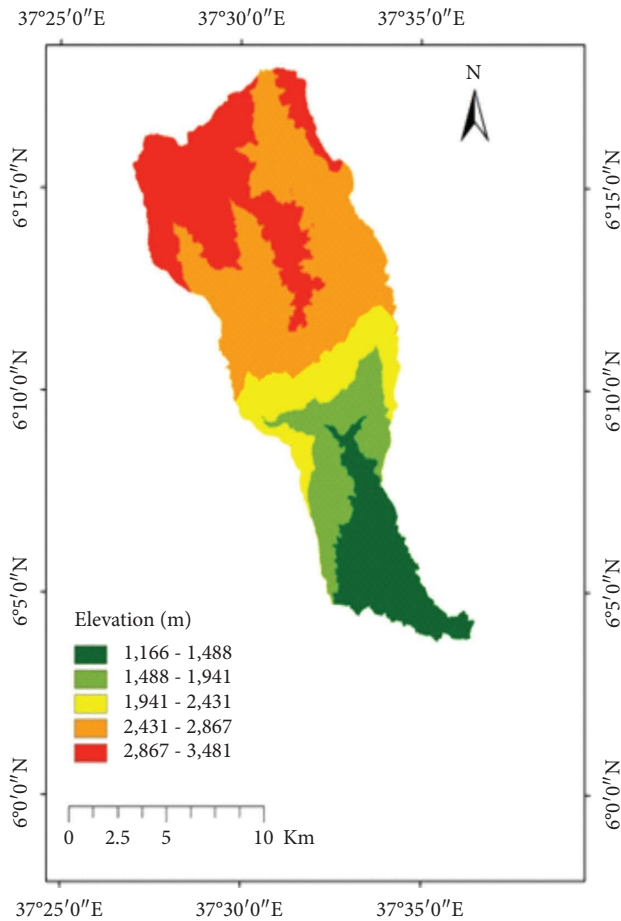 37°25′0″E 37°30′0″E 37°35′0″E
N
6°15′0″N 6°15′0″N
6°10′0″N 6°10′0″N
6°5′0″N 6°5′0″N
Elevation (m)
1,166 - 1,488
1,488 - 1,941
1,941 - 2,431
2,431 - 2,867
2,867 - 3,481
6°0′0″N 6°0′0″N
0 2.5 5 10 Km
37°25′0″E 37°30′0″E 37°35′0″E